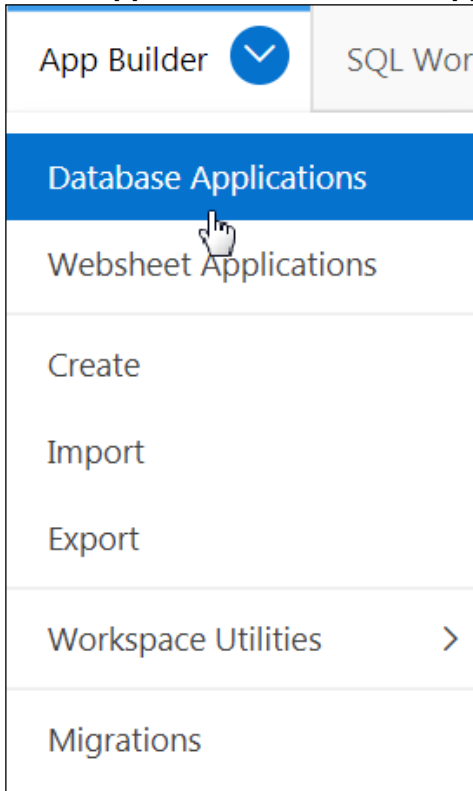 App Builder
SQL Wor
Database Applications
Websheet Applications
Create
Import
Export
Workspace Utilities
Migrations